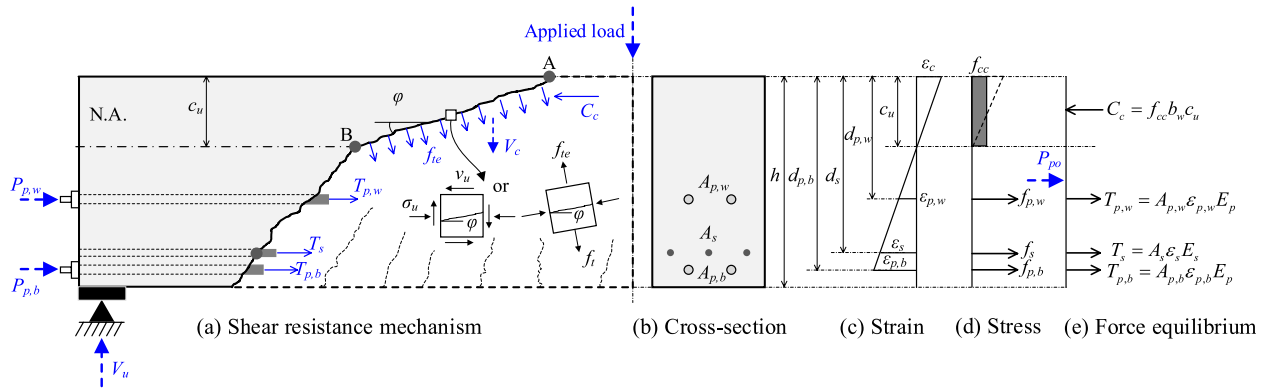 Applied load
A
c_u
φ
C_c
N.A.
B
f_te
V_c
P_p,w
T_p,w
v_u
or
f_te
σ_u
φ
φ
f_t
T_s
T_p,b
P_p,b
V_u
(a) Shear resistance mechanism
A_p,w
A_s
A_p,b
(b) Cross-section
h
d_p,b
d_s
d_p,w
c_u
ε_c
ε_p,w
ε_s
ε_p,b
(c) Strain
f_cc
P_po
f_p,w
f_s
f_p,b
(d) Stress
C_c = f_cc b_w c_u
T_p,w = A_p,w ε_p,w E_p
T_s = A_s ε_s E_s
T_p,b = A_p,b ε_p,b E_p
(e) Force equilibrium